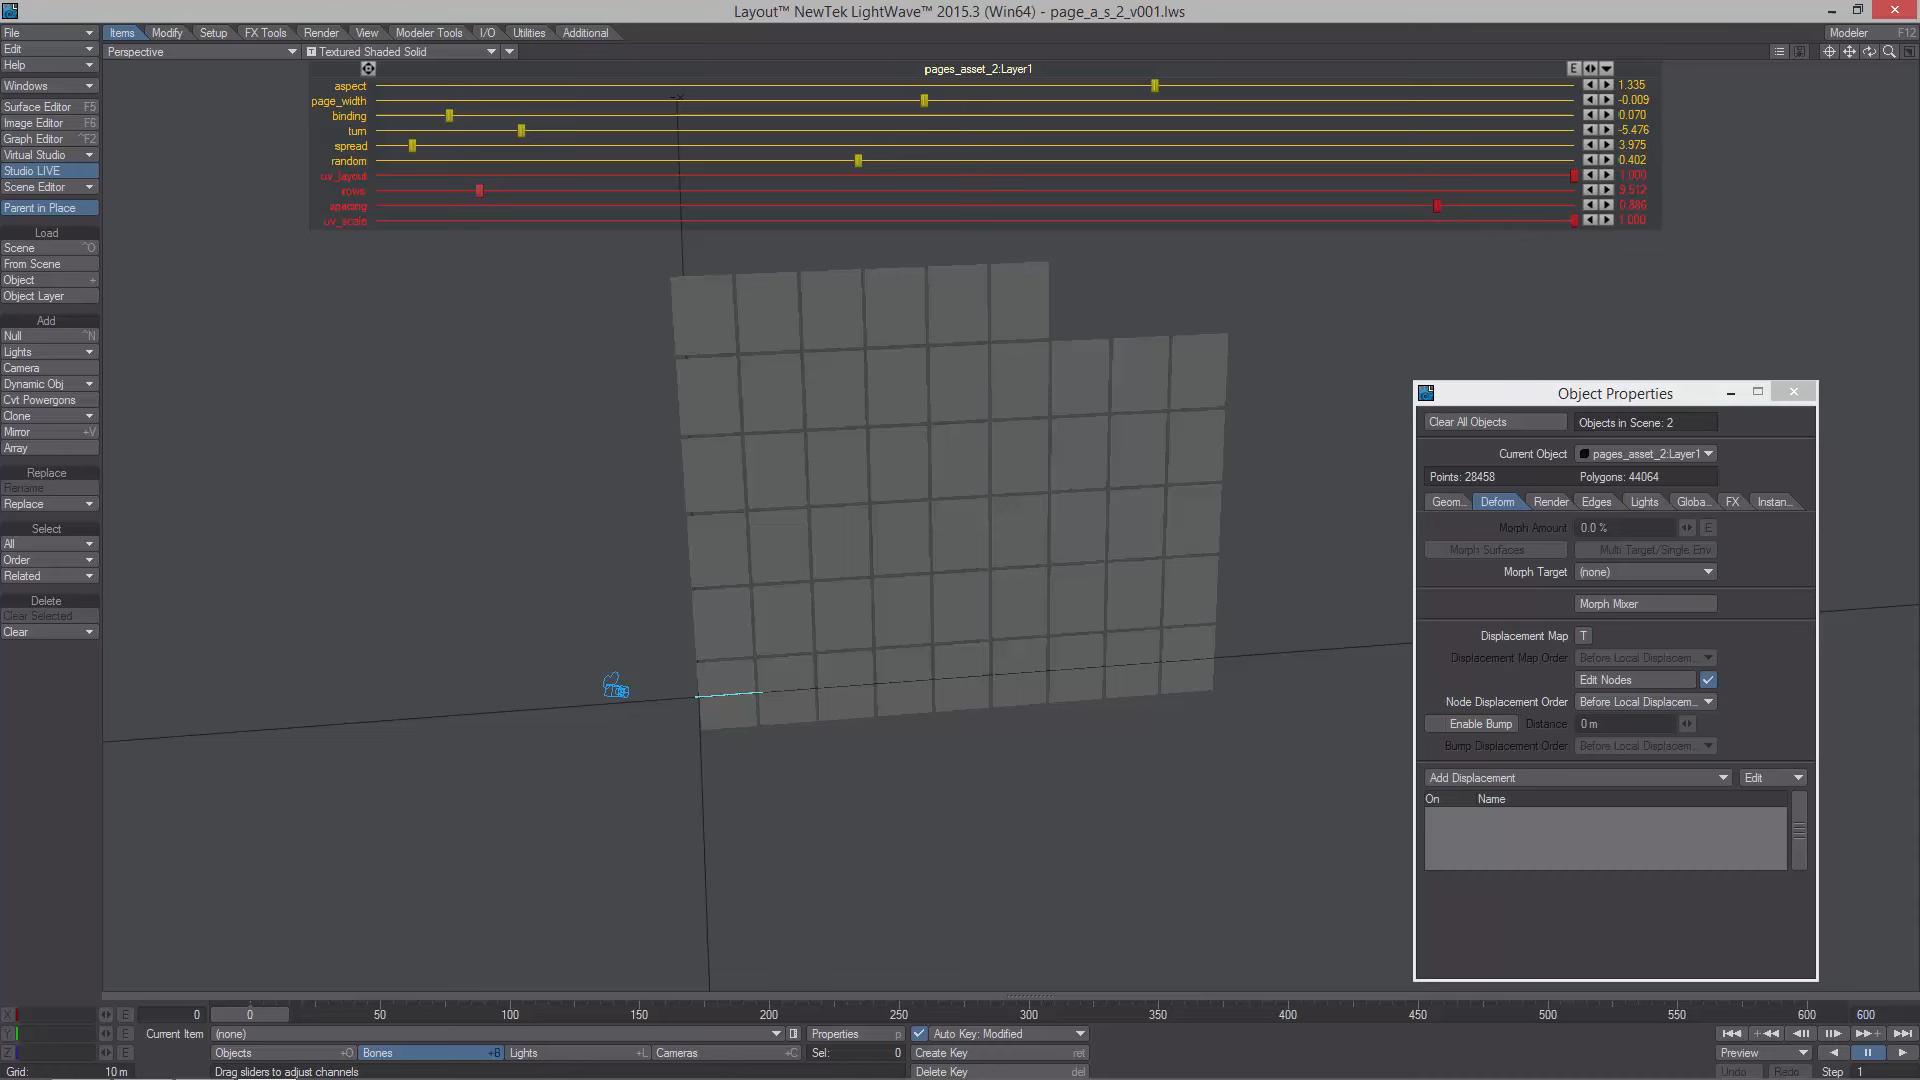 Layout™ NewTek LightWave™ 2015.3 (Win64) - page_a_s_2_v001.lws
File
Items Modify Setup FX Tools Render View Modeler Tools I/O Utilities Additional
Modeler F12
Edit
Perspective
Textured Shaded Solid
Help
pages_asset_2:Layer1
E
Windows
aspect 1.335
page_width -0.009
binding 0.070
turn -5.476
spread 3.975
random 0.402
uv_layout 1.000
rows 9.512
spacing 0.886
uv_scale 1.000
Surface Editor F5
Image Editor F6
Graph Editor ^F2
Virtual Studio
Studio LIVE
Scene Editor
Parent in Place
Load
Scene ^O
From Scene
Object +
Object Layer
Add
Null ^N
Lights
Camera
Dynamic Obj
Cvt Powergons
Clone
Mirror +V
Array
Replace
Rename
Replace
Select
All
Order
Related
Delete
Clear Selected
Clear
Object Properties
Clear All Objects Objects in Scene: 2
Current Object pages_asset_2:Layer1
Points: 28458 Polygons: 44064
Geom... Deform Render Edges Lights Globa... FX Instan...
Morph Amount 0.0 % E
Morph Surfaces Multi Target/Single Env
Morph Target (none)
Morph Mixer
Displacement Map T
Displacement Map Order Before Local Displacem...
Edit Nodes
Node Displacement Order Before Local Displacem...
Enable Bump Distance 0 m
Bump Displacement Order Before Local Displacem...
Add Displacement Edit
On Name
X E 0 0 50 100 150 200 250 300 350 400 450 500 550 600 600
Y E Current Item (none) Properties p Auto Key: Modified
Z E Objects +O Bones +B Lights +L Cameras +C Sel: 0 Create Key ret Preview
Grid: 10 m Drag sliders to adjust channels Delete Key del Undo Redo Step 1